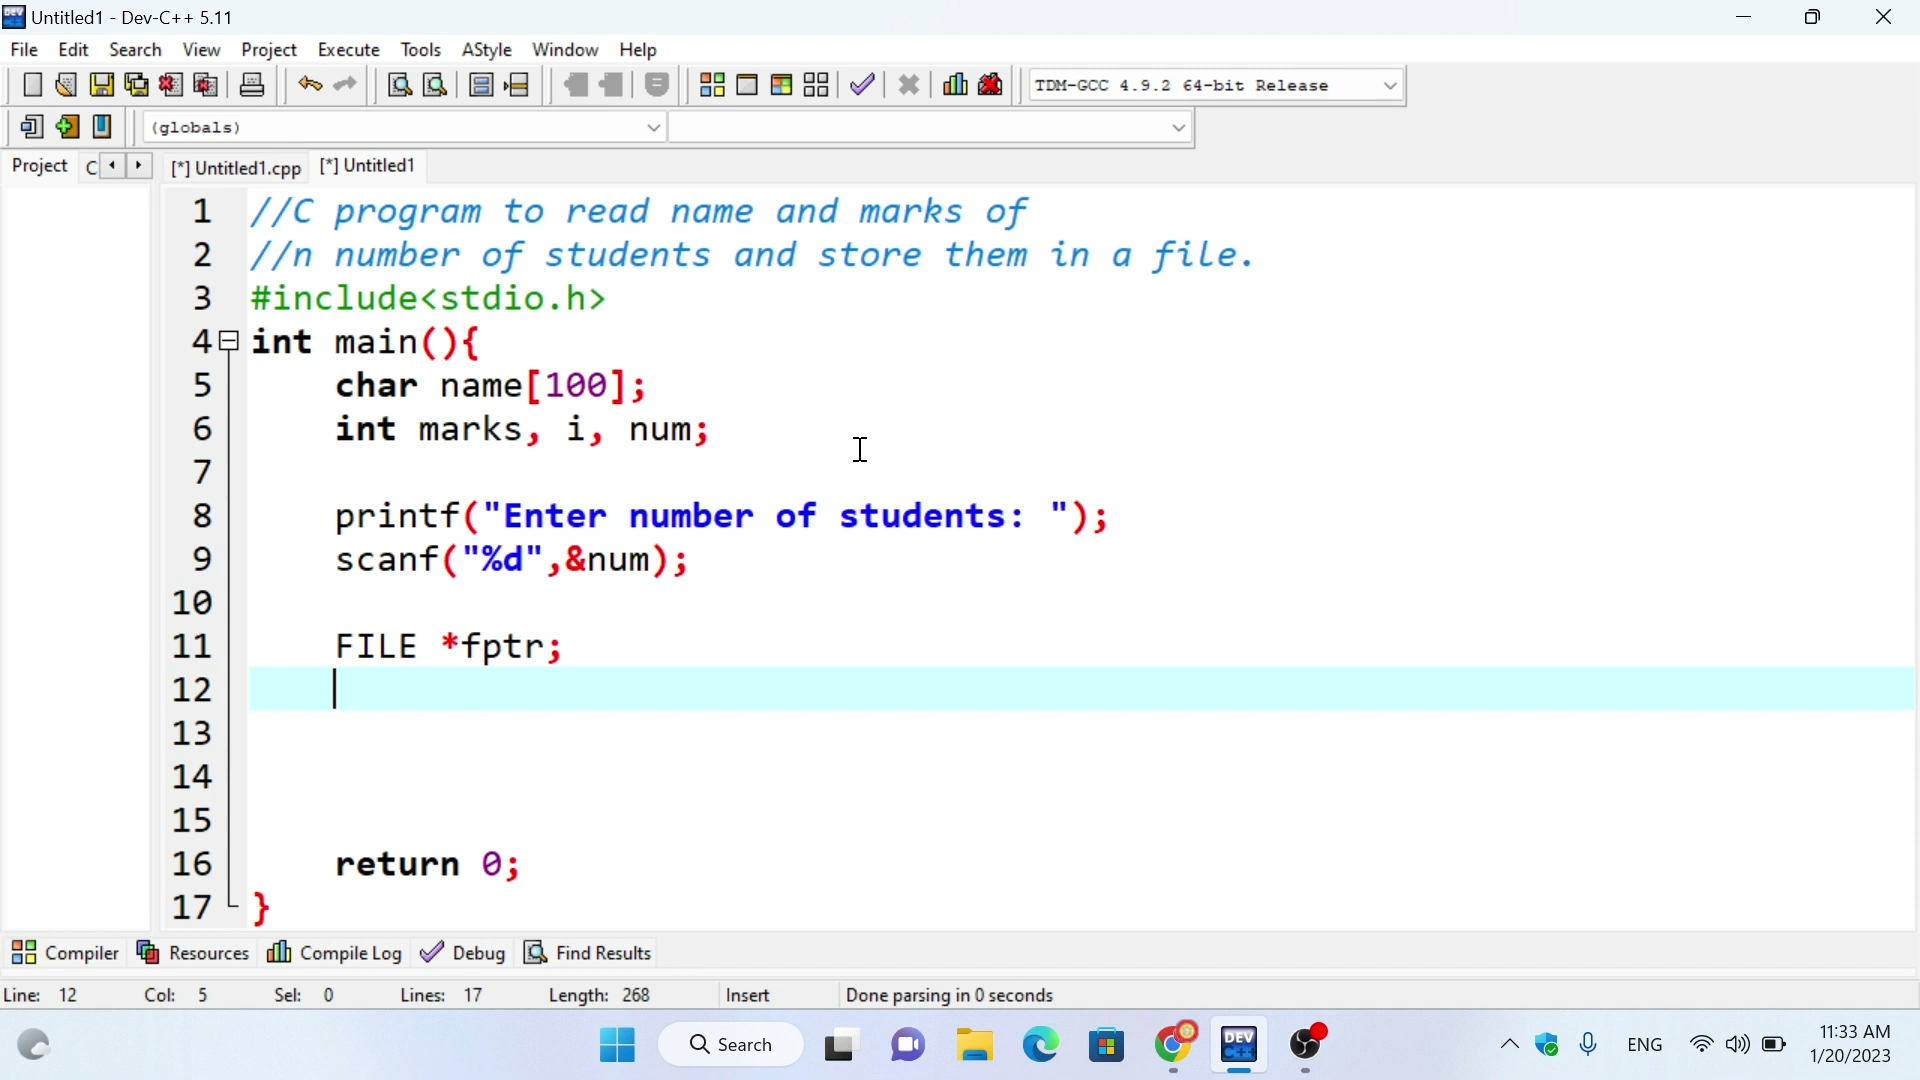 Untitled1 - Dev-C++ 5.11
File Edit Search View Project Execute Tools AStyle Window Help
TDM-GCC 4.9.2 64-bit Release
(globals)
Project C [*] Untitled1.cpp [*] Untitled1
1 //C program to read name and marks of
2 //n number of students and store them in a file.
3 #include<stdio.h>
4 int main(){
5 char name[100];
6 int marks, i, num;
7
8 printf("Enter number of students: ");
9 scanf("%d",&num);
10
11 FILE *fptr;
12
13
14
15
16 return 0;
17 }
Compiler Resources Compile Log Debug Find Results
Line: 12 Col: 5 Sel: 0 Lines: 17 Length: 268 Insert Done parsing in 0 seconds
Search DEV C++ ENG 11:33 AM
1/20/2023